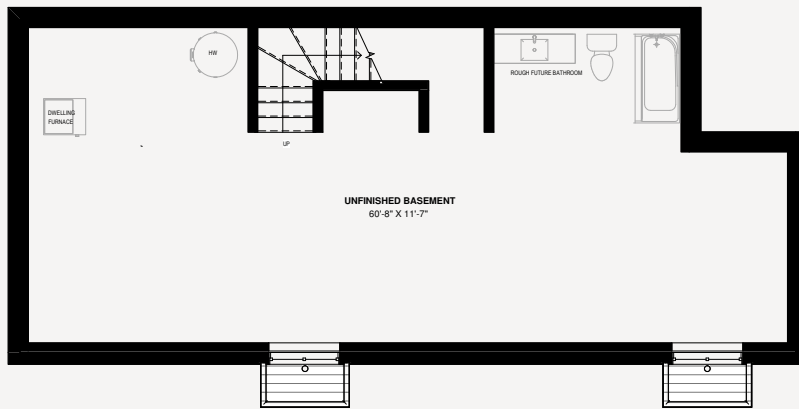 HW
ROUGH FUTURE BATHROOM
DWELLING
FURNACE
UP
UNFINISHED BASEMENT
60'-8" X 11'-7"